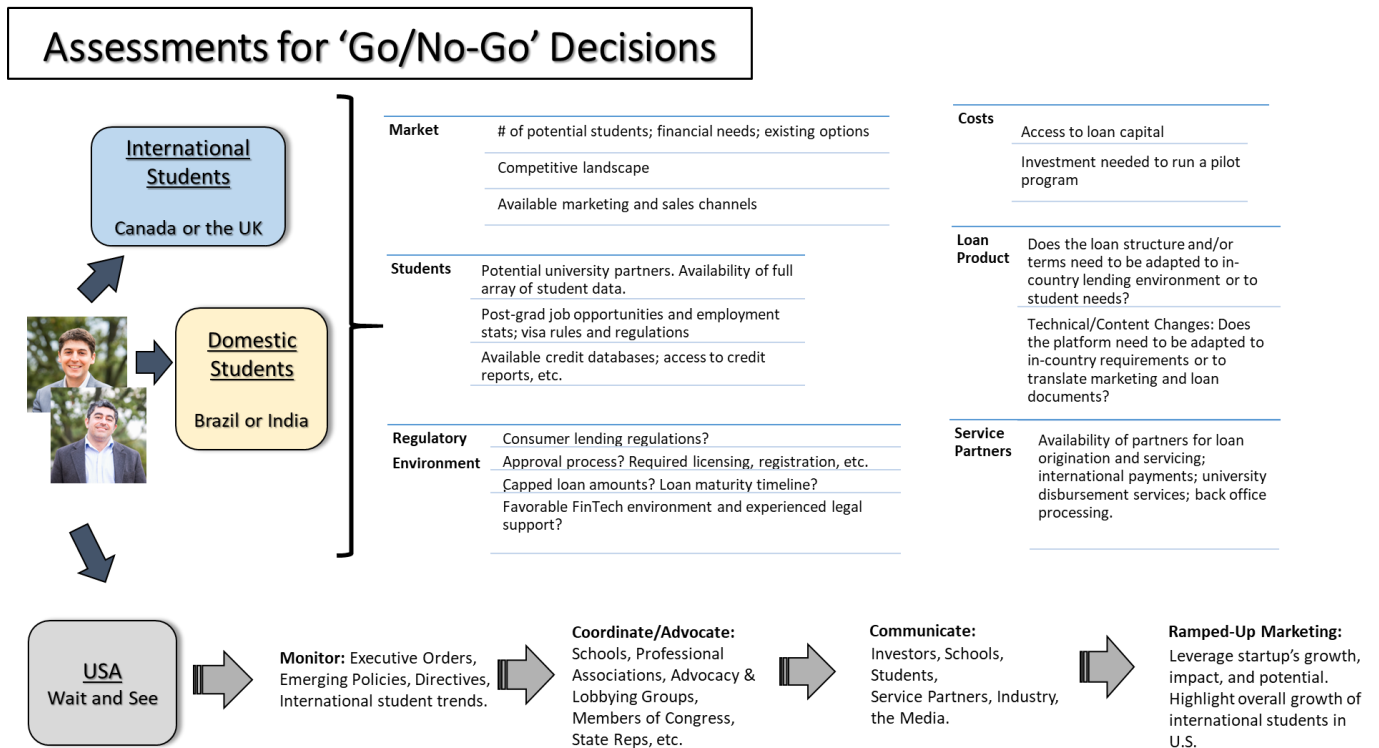 Assessments for 'Go/No-Go' Decisions
International
Students
Canada or the UK
Domestic
Students
Brazil or India
Market
# of potential students; financial needs; existing options
Competitive landscape
Available marketing and sales channels
Students
Potential university partners. Availability of full
array of student data.
Post-grad job opportunities and employment
stats; visa rules and regulations
Available credit databases; access to credit
reports, etc.
Regulatory
Environment
Consumer lending regulations?
Approval process? Required licensing, registration, etc.
Capped loan amounts? Loan maturity timeline?
Favorable FinTech environment and experienced legal
support?
Costs
Access to loan capital
Investment needed to run a pilot
program
Loan
Product
Does the loan structure and/or
terms need to be adapted to in-
country lending environment or to
student needs?
Technical/Content Changes: Does
the platform need to be adapted to
in-country requirements or to
translate marketing and loan
documents?
Service
Partners
Availability of partners for loan
origination and servicing;
international payments; university
disbursement services; back office
processing.
USA
Wait and See
Monitor: Executive Orders,
Emerging Policies, Directives,
International student trends.
Coordinate/Advocate:
Schools, Professional
Associations, Advocacy &
Lobbying Groups,
Members of Congress,
State Reps, etc.
Communicate:
Investors, Schools,
Students,
Service Partners, Industry,
the Media.
Ramped-Up Marketing:
Leverage startup's growth,
impact, and potential.
Highlight overall growth of
international students in
U.S.